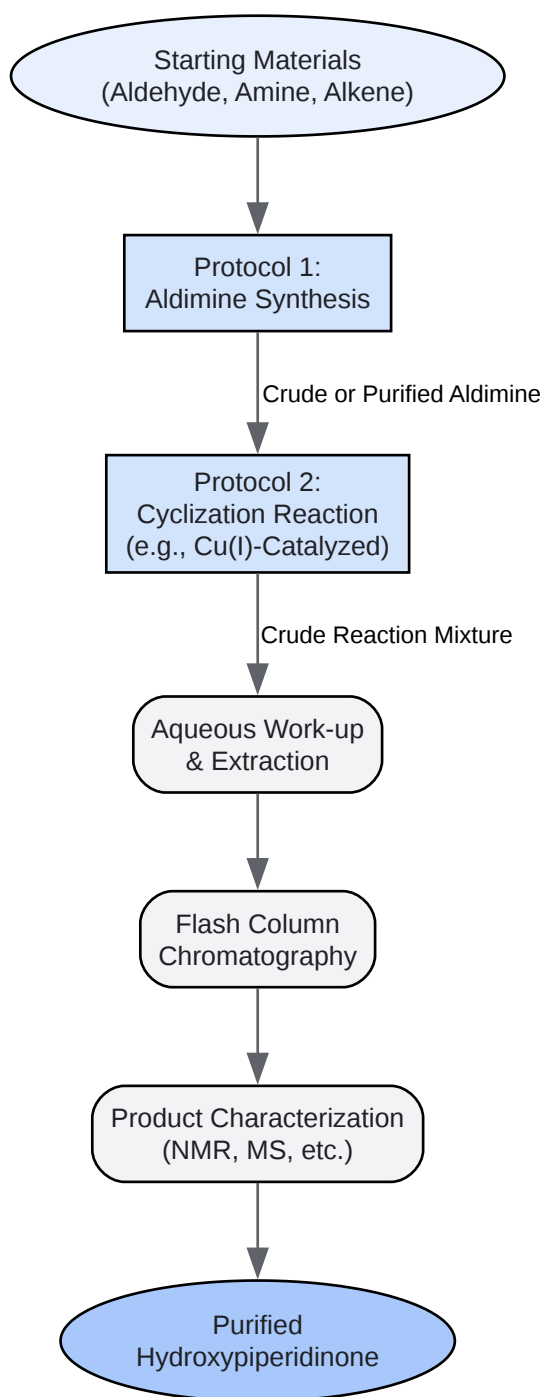 Starting Materials
(Aldehyde, Amine, Alkene)
Protocol 1:
Aldimine Synthesis
Crude or Purified Aldimine
Protocol 2:
Cyclization Reaction
(e.g., Cu(I)-Catalyzed)
Crude Reaction Mixture
Aqueous Work-up
& Extraction
Flash Column
Chromatography
Product Characterization
(NMR, MS, etc.)
Purified
Hydroxypiperidinone